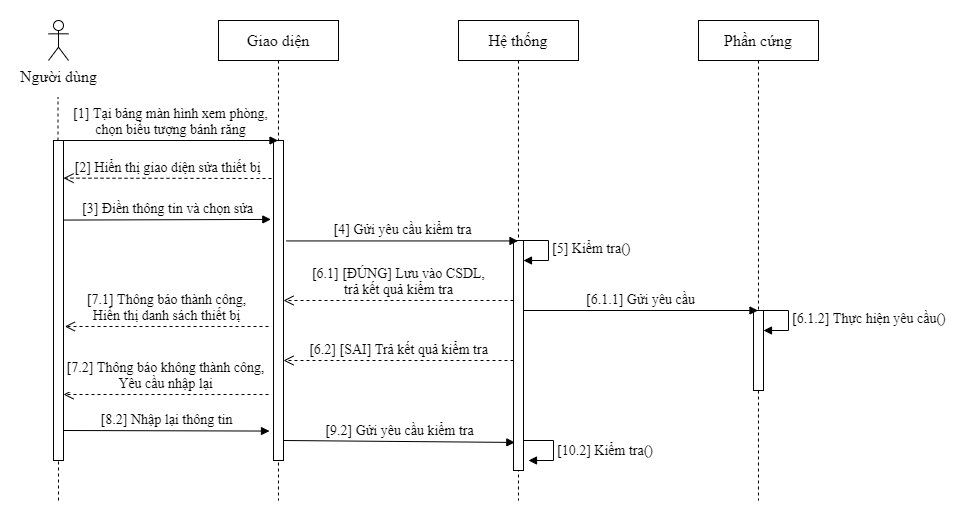 Giao diện
Hệ thống
Phần cứng
Người dùng
[1] Tại bảng màn hình xem phòng,
chọn biểu tượng bánh răng
[2] Hiển thị giao diện sửa thiết bị
[3] Điền thông tin và chọn sửa
[4] Gửi yêu cầu kiểm tra
[5] Kiểm tra()
[6.1] [ĐÚNG] Lưu vào CSDL,
trả kết quả kiểm tra
[6.1.1] Gửi yêu cầu
[7.1] Thông báo thành công,
Hiển thị danh sách thiết bị
[6.1.2] Thực hiện yêu cầu()
[6.2] [SAI] Trả kết quả kiểm tra
[7.2] Thông báo không thành công,
Yêu cầu nhập lại
[8.2] Nhập lại thông tin
[9.2] Gửi yêu cầu kiểm tra
[10.2] Kiểm tra()